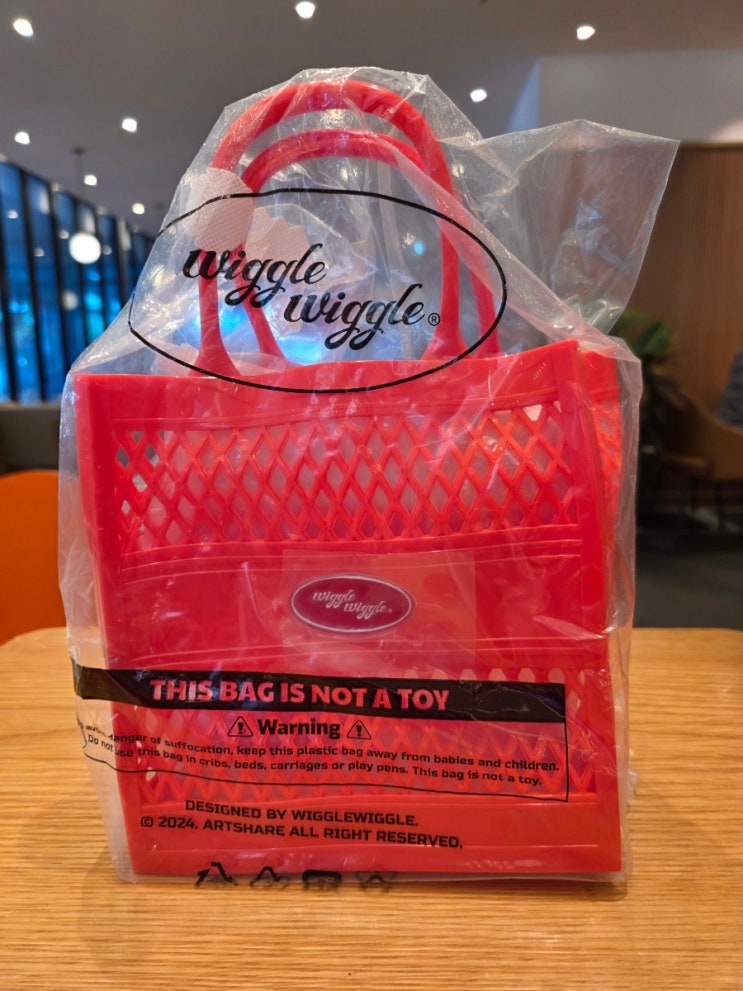 wiggle
wiggle®
wiggle
wiggle®
THIS BAG IS NOT A TOY
Warning
avoid danger of suffocation, keep this plastic bag away from babies and children.
Do not use this bag in cribs, beds, carriages or play pens. This bag is not a toy.
DESIGNED BY WIGGLEWIGGLE.
© 2024. ARTSHARE ALL RIGHT RESERVED.